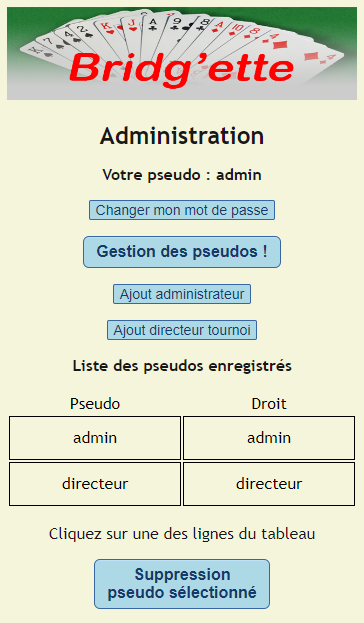 Bridg'ette
Administration
Votre pseudo : admin
Changer mon mot de passe
Gestion des pseudos !
Ajout administrateur
Ajout directeur tournoi
Liste des pseudos enregistrés
Pseudo Droit
admin admin
directeur directeur
Cliquez sur une des lignes du tableau
Suppression
pseudo sélectionné